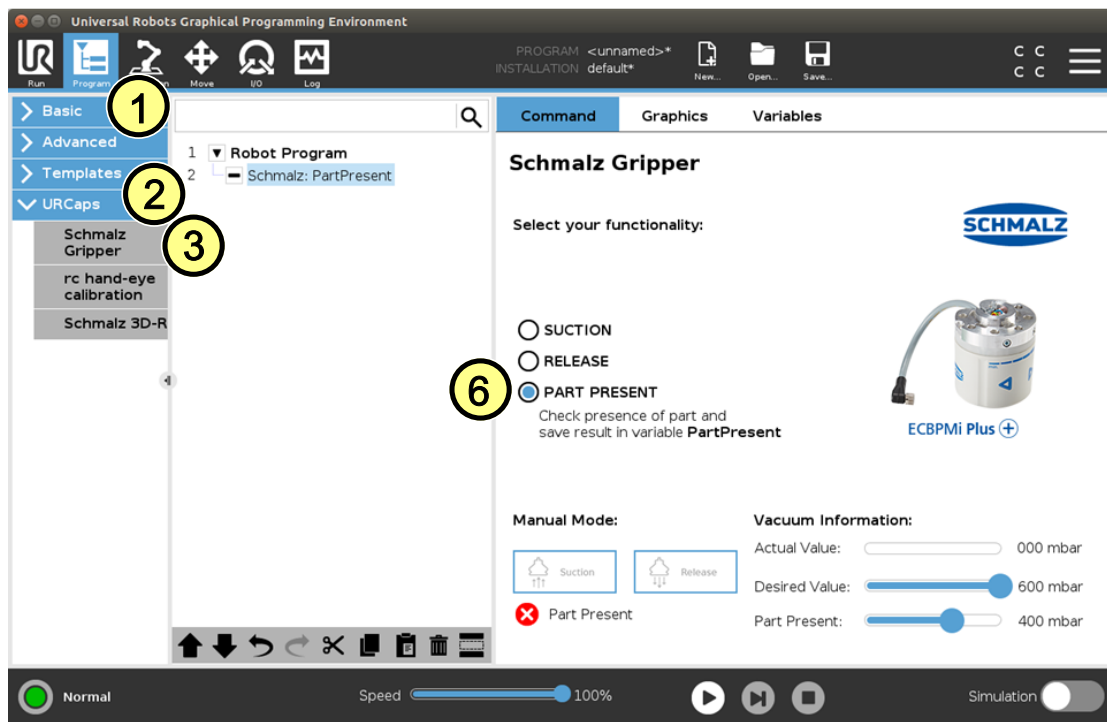 Universal Robots Graphical Programming Environment
PROGRAM <unnamed>*
INSTALLATION default*
C C
C C
Run
Program
Move
I/O
Log
New...
Open...
Save...
1
Basic
Advanced
Templates
2
URCaps
Schmalz
Gripper
3
rc hand-eye
calibration
Schmalz 3D-R
1 Robot Program
2 Schmalz: PartPresent
Command Graphics Variables
Schmalz Gripper
Select your functionality:
SCHMALZ
SUCTION
RELEASE
6
PART PRESENT
Check presence of part and
save result in variable PartPresent
ECBPMi Plus +
Manual Mode:
Suction
Release
Part Present
Vacuum Information:
Actual Value: 000 mbar
Desired Value: 600 mbar
Part Present: 400 mbar
Normal
Speed 100%
Simulation